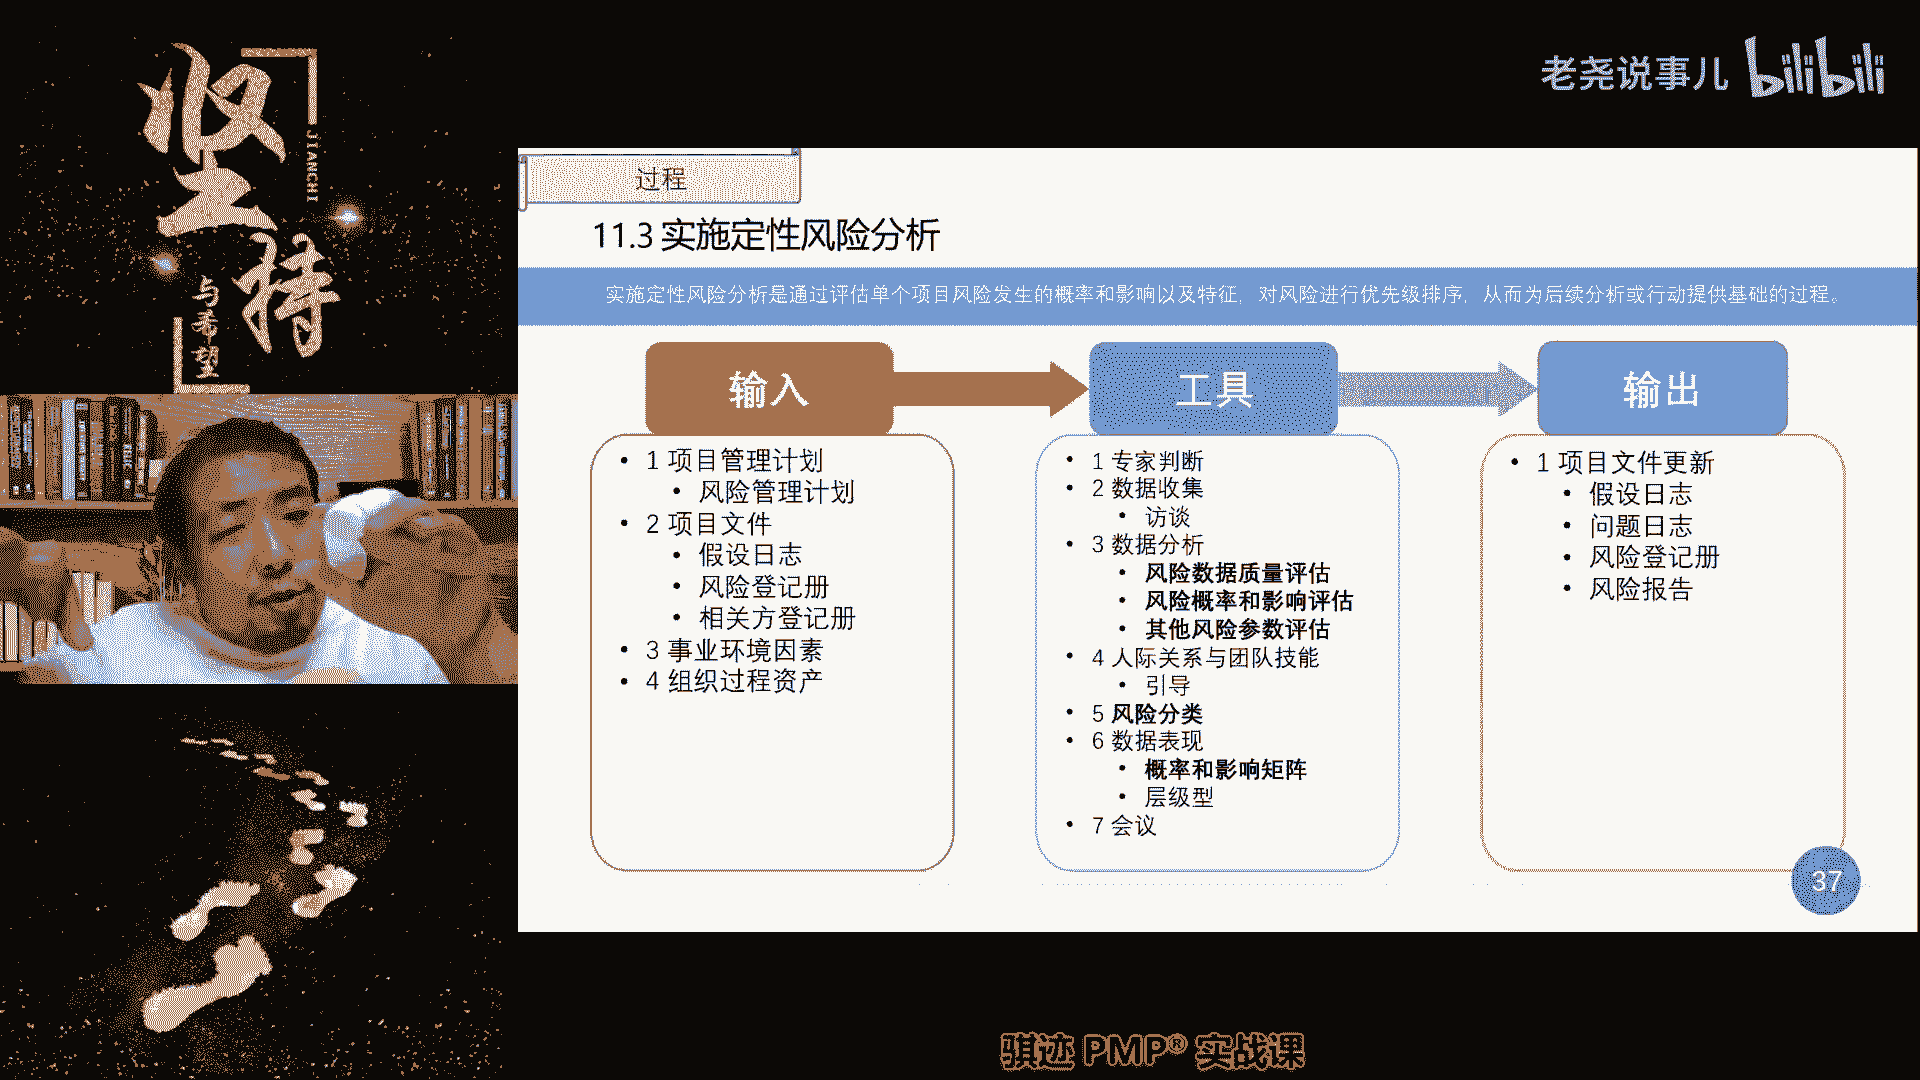 坚持
JIANCHI
与希望
老尧说事儿 bilibili
过程
11.3 实施定性风险分析
实施定性风险分析是通过评估单个项目风险发生的概率和影响以及特征，对风险进行优先级排序，从而为后续分析或行动提供基础的过程。
输入
• 1 项目管理计划
• 风险管理计划
• 2 项目文件
• 假设日志
• 风险登记册
• 相关方登记册
• 3 事业环境因素
• 4 组织过程资产
工具
• 1 专家判断
• 2 数据收集
• 访谈
• 3 数据分析
• 风险数据质量评估
• 风险概率和影响评估
• 其他风险参数评估
• 4 人际关系与团队技能
• 引导
• 5 风险分类
• 6 数据表现
• 概率和影响矩阵
• 层级型
• 7 会议
输出
• 1 项目文件更新
• 假设日志
• 问题日志
• 风险登记册
• 风险报告
37
骐迹 PMP® 实战课